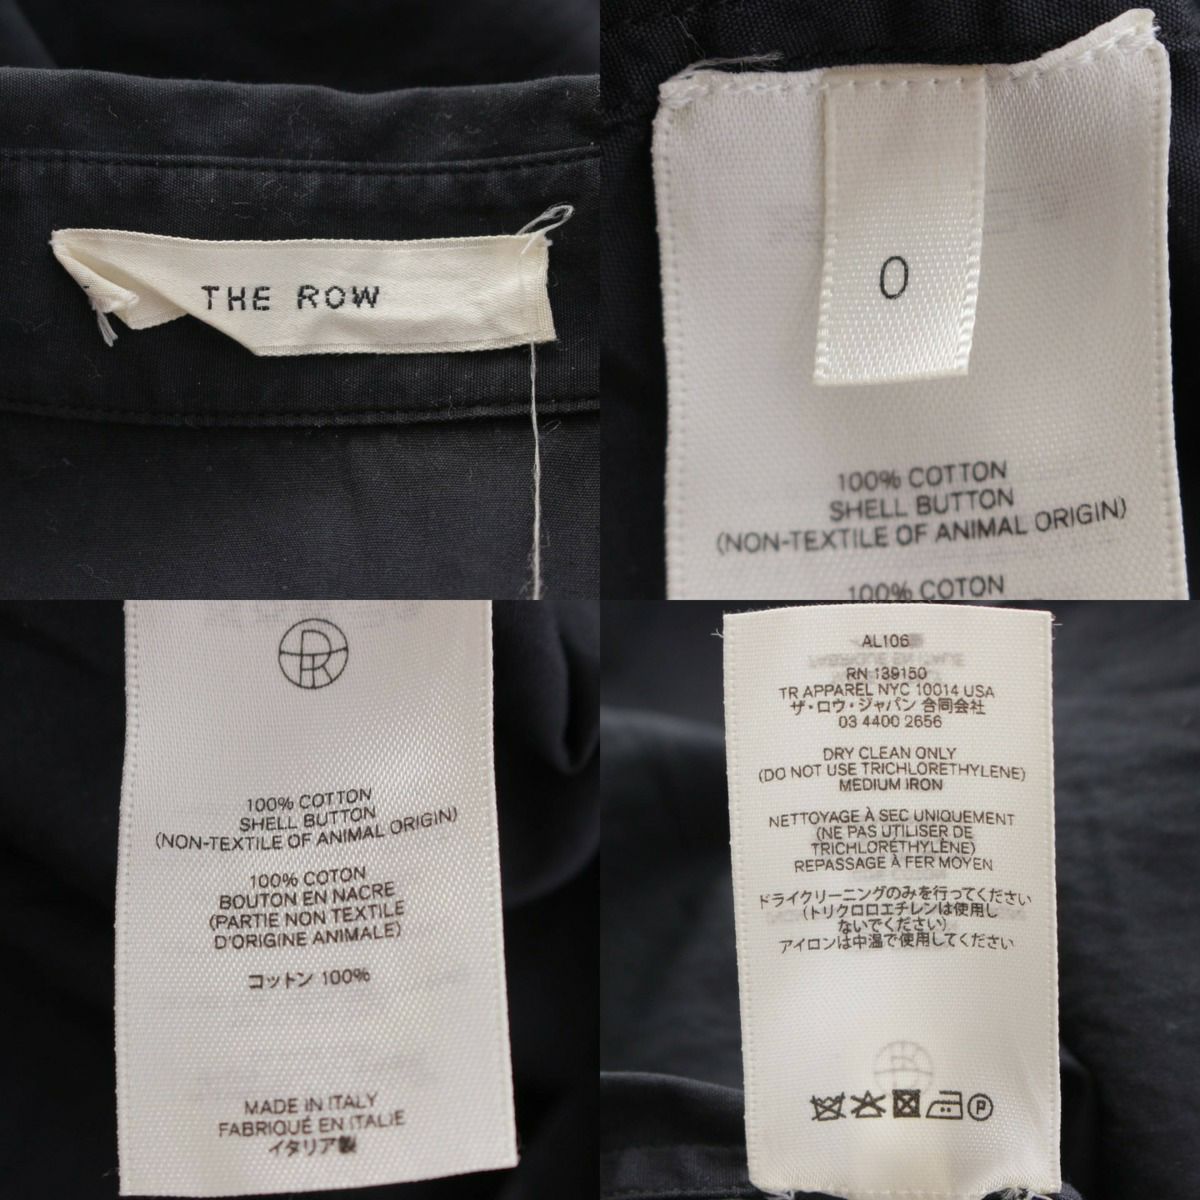 THE ROW
0
100% COTTON
SHELL BUTTON
(NON-TEXTILE OF ANIMAL ORIGIN)
100% COTON
100% COTTON
SHELL BUTTON
(NON-TEXTILE OF ANIMAL ORIGIN)
100% COTON
BOUTON EN NACRE
(PARTIE NON TEXTILE
D'ORIGINE ANIMALE)
コットン 100%
MADE IN ITALY
FABRIQUÉ EN ITALIE
イタリア製
AL106
RN 139150
TR APPAREL NYC 10014 USA
ザ・ロウ・ジャパン 合同会社
03 4400 2656
DRY CLEAN ONLY
(DO NOT USE TRICHLORETHYLENE)
MEDIUM IRON
NETTOYAGE À SEC UNIQUEMENT
(NE PAS UTILISER DE
TRICHLORÉTHYLÈNE)
REPASSAGE À FER MOYEN
ドライクリーニングのみを行ってください
(トリクロロエチレンは使用し
ないでください)
アイロンは中温で使用してください
P